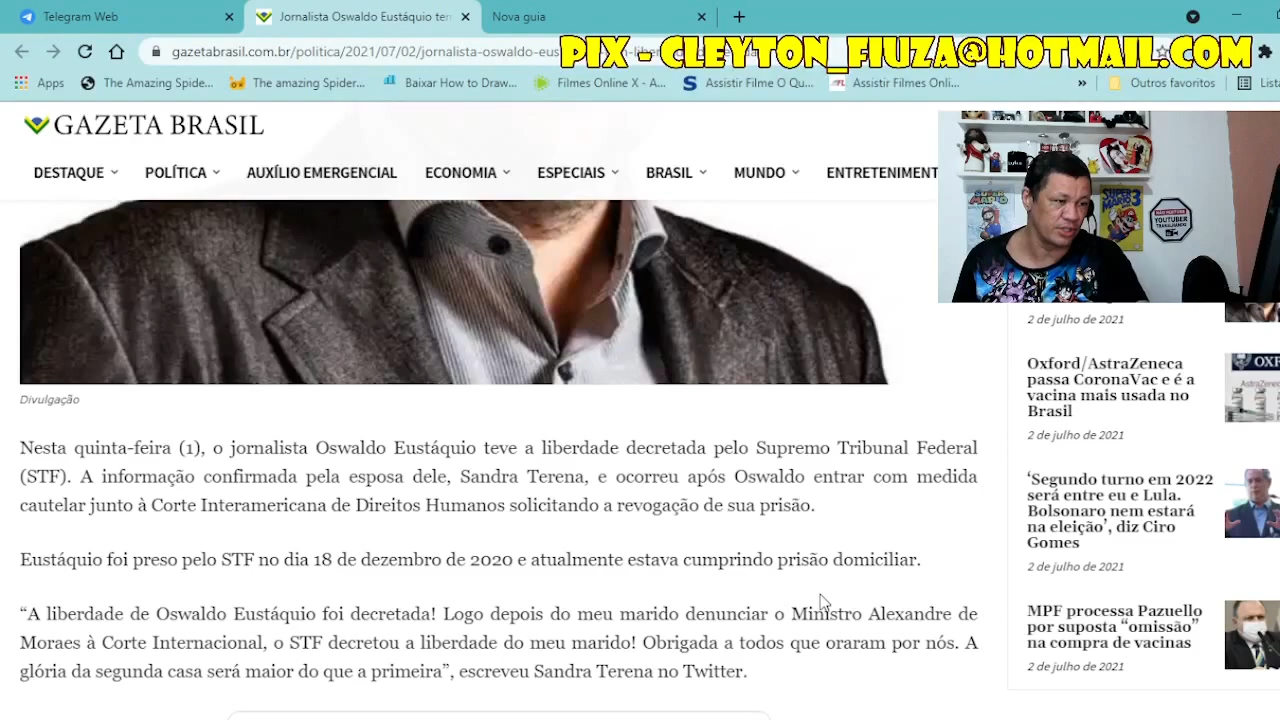 Telegram Web
Jornalista Oswaldo Eustáquio ter
Nova guia
gazetabrasil.com.br/politica/2021/07/02/jornalista-oswaldo-eus
PIX - CLEYTON_FIUZA@HOTMAIL.COM
Apps
The Amazing Spide...
The amazing Spider...
Baixar How to Draw...
Filmes Online X - A...
Assistir Filme O Qu...
Assistir Filmes Onli...
Outros favoritos
GAZETA BRASIL
DESTAQUE
POLÍTICA
AUXÍLIO EMERGENCIAL
ECONOMIA
ESPECIAIS
BRASIL
MUNDO
ENTRETENIMENT
SUPER MARIO
SUPER MARIO 3
NÃO PERTURBE
YOUTUBER
TRABALHANDO
Divulgação
Nesta quinta-feira (1), o jornalista Oswaldo Eustáquio teve a liberdade decretada pelo Supremo Tribunal Federal
(STF). A informação confirmada pela esposa dele, Sandra Terena, e ocorreu após Oswaldo entrar com medida
cautelar junto à Corte Interamericana de Direitos Humanos solicitando a revogação de sua prisão.
Eustáquio foi preso pelo STF no dia 18 de dezembro de 2020 e atualmente estava cumprindo prisão domiciliar.
“A liberdade de Oswaldo Eustáquio foi decretada! Logo depois do meu marido denunciar o Ministro Alexandre de
Moraes à Corte Internacional, o STF decretou a liberdade do meu marido! Obrigada a todos que oraram por nós. A
glória da segunda casa será maior do que a primeira”, escreveu Sandra Terena no Twitter.
2 de julho de 2021
Oxford/AstraZeneca
passa CoronaVac e é a
vacina mais usada no
Brasil
2 de julho de 2021
‘Segundo turno em 2022
será entre eu e Lula.
Bolsonaro nem estará
na eleição’, diz Ciro
Gomes
2 de julho de 2021
MPF processa Pazuello
por suposta “omissão”
na compra de vacinas
2 de julho de 2021